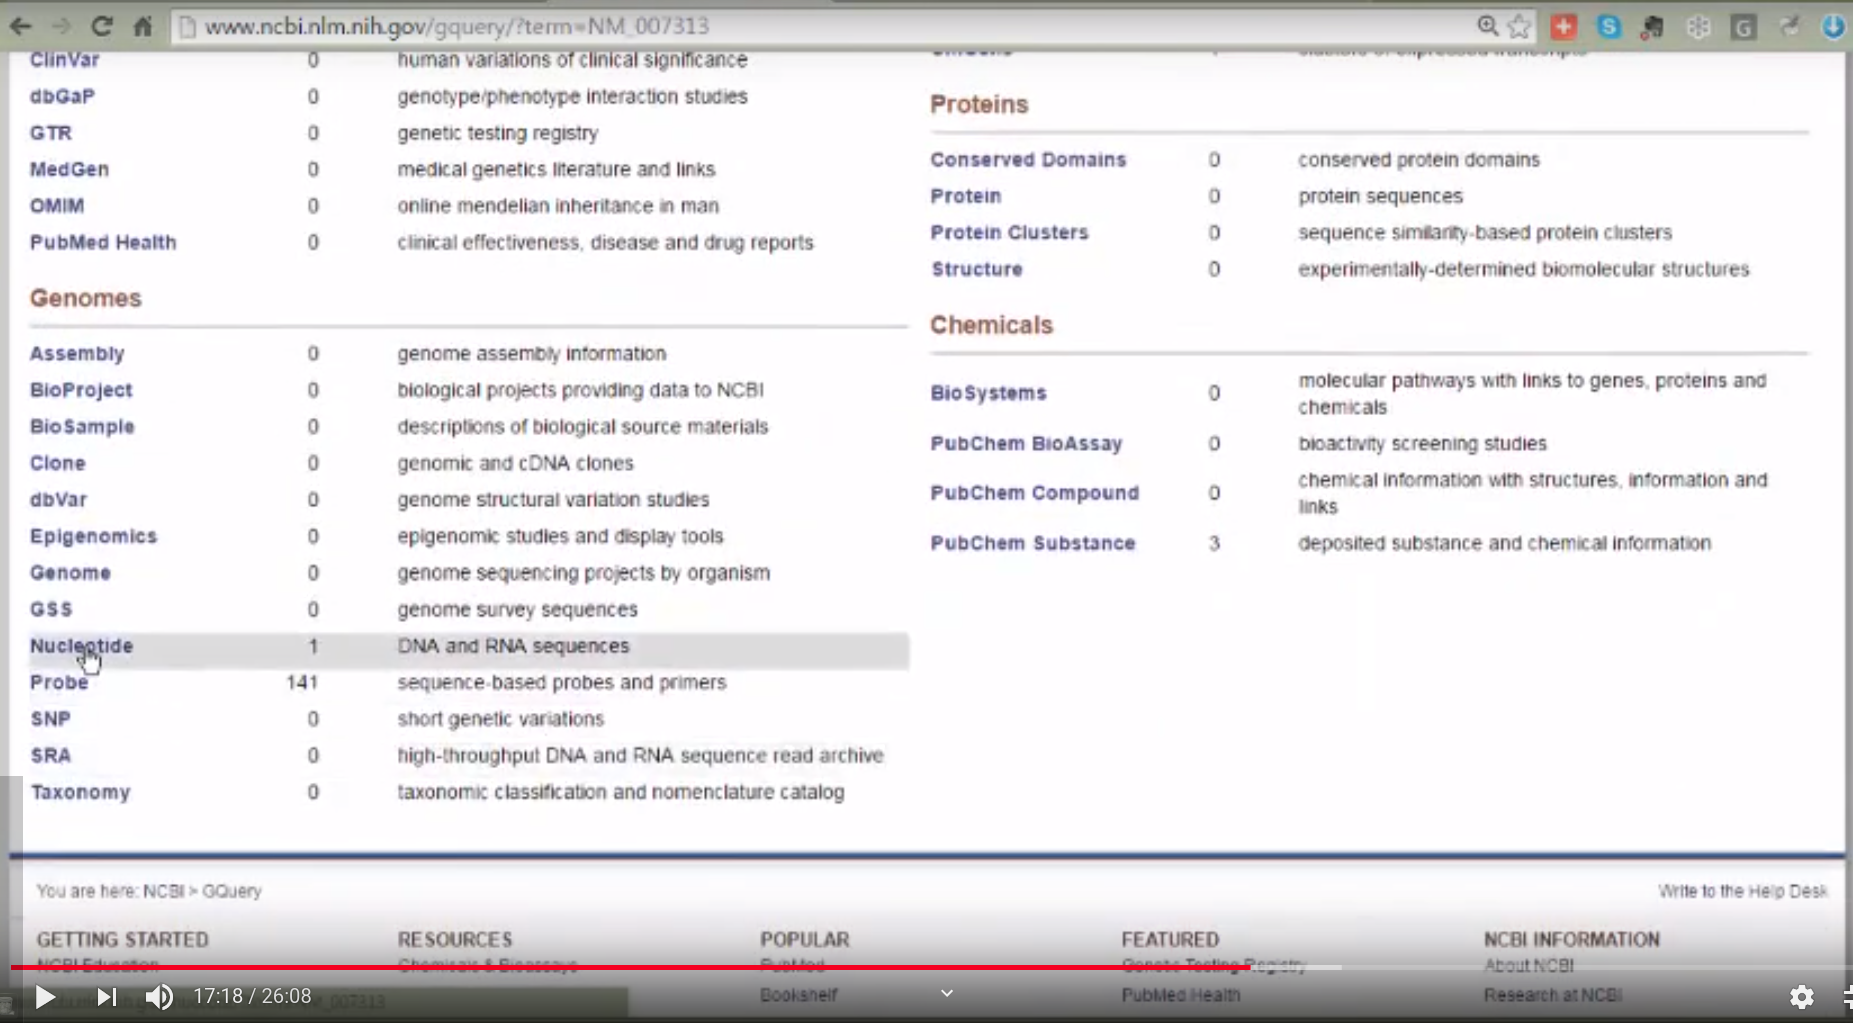 www.ncbi.nlm.nih.gov/gquery/?term=NM_007313
ClinVar 0 human variations of clinical significance
dbGaP 0 genotype/phenotype interaction studies
GTR 0 genetic testing registry
MedGen 0 medical genetics literature and links
OMIM 0 online mendelian inheritance in man
PubMed Health 0 clinical effectiveness, disease and drug reports
Genomes
Assembly 0 genome assembly information
BioProject 0 biological projects providing data to NCBI
BioSample 0 descriptions of biological source materials
Clone 0 genomic and cDNA clones
dbVar 0 genome structural variation studies
Epigenomics 0 epigenomic studies and display tools
Genome 0 genome sequencing projects by organism
GSS 0 genome survey sequences
Nucleotide 1 DNA and RNA sequences
Probe 141 sequence-based probes and primers
SNP 0 short genetic variations
SRA 0 high-throughput DNA and RNA sequence read archive
Taxonomy 0 taxonomic classification and nomenclature catalog
Proteins
Conserved Domains 0 conserved protein domains
Protein 0 protein sequences
Protein Clusters 0 sequence similarity-based protein clusters
Structure 0 experimentally-determined biomolecular structures
Chemicals
BioSystems 0 molecular pathways with links to genes, proteins and
chemicals
PubChem BioAssay 0 bioactivity screening studies
PubChem Compound 0 chemical information with structures, information and
links
PubChem Substance 3 deposited substance and chemical information
You are here: NCBI > GQuery
Write to the Help Desk
GETTING STARTED RESOURCES POPULAR FEATURED NCBI INFORMATION
NCBI Education Chemicals & Bioassays PubMed Genetic Testing Registry About NCBI
Bookshelf PubMed Health Research at NCBI
17:18 / 26:08